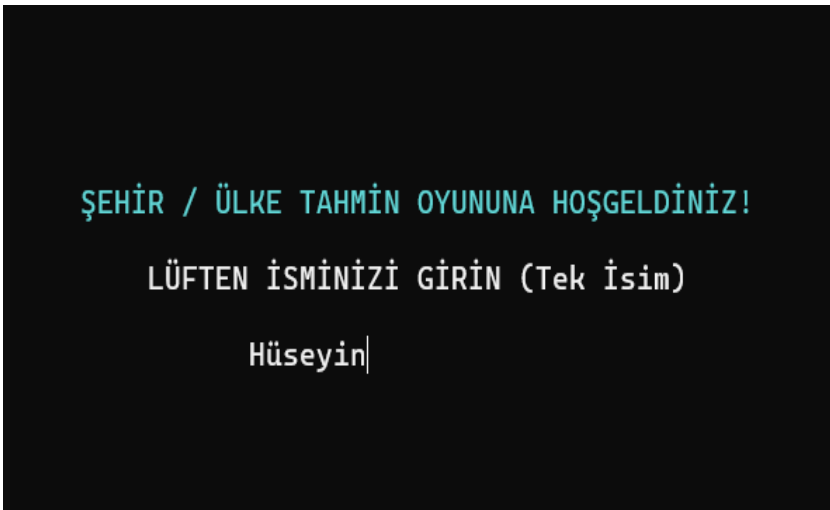 ŞEHİR / ÜLKE TAHMİN OYUNUNA HOŞGELDİNİZ!
LÜFTEN İSMİNİZİ GİRİN (Tek İsim)
Hüseyin